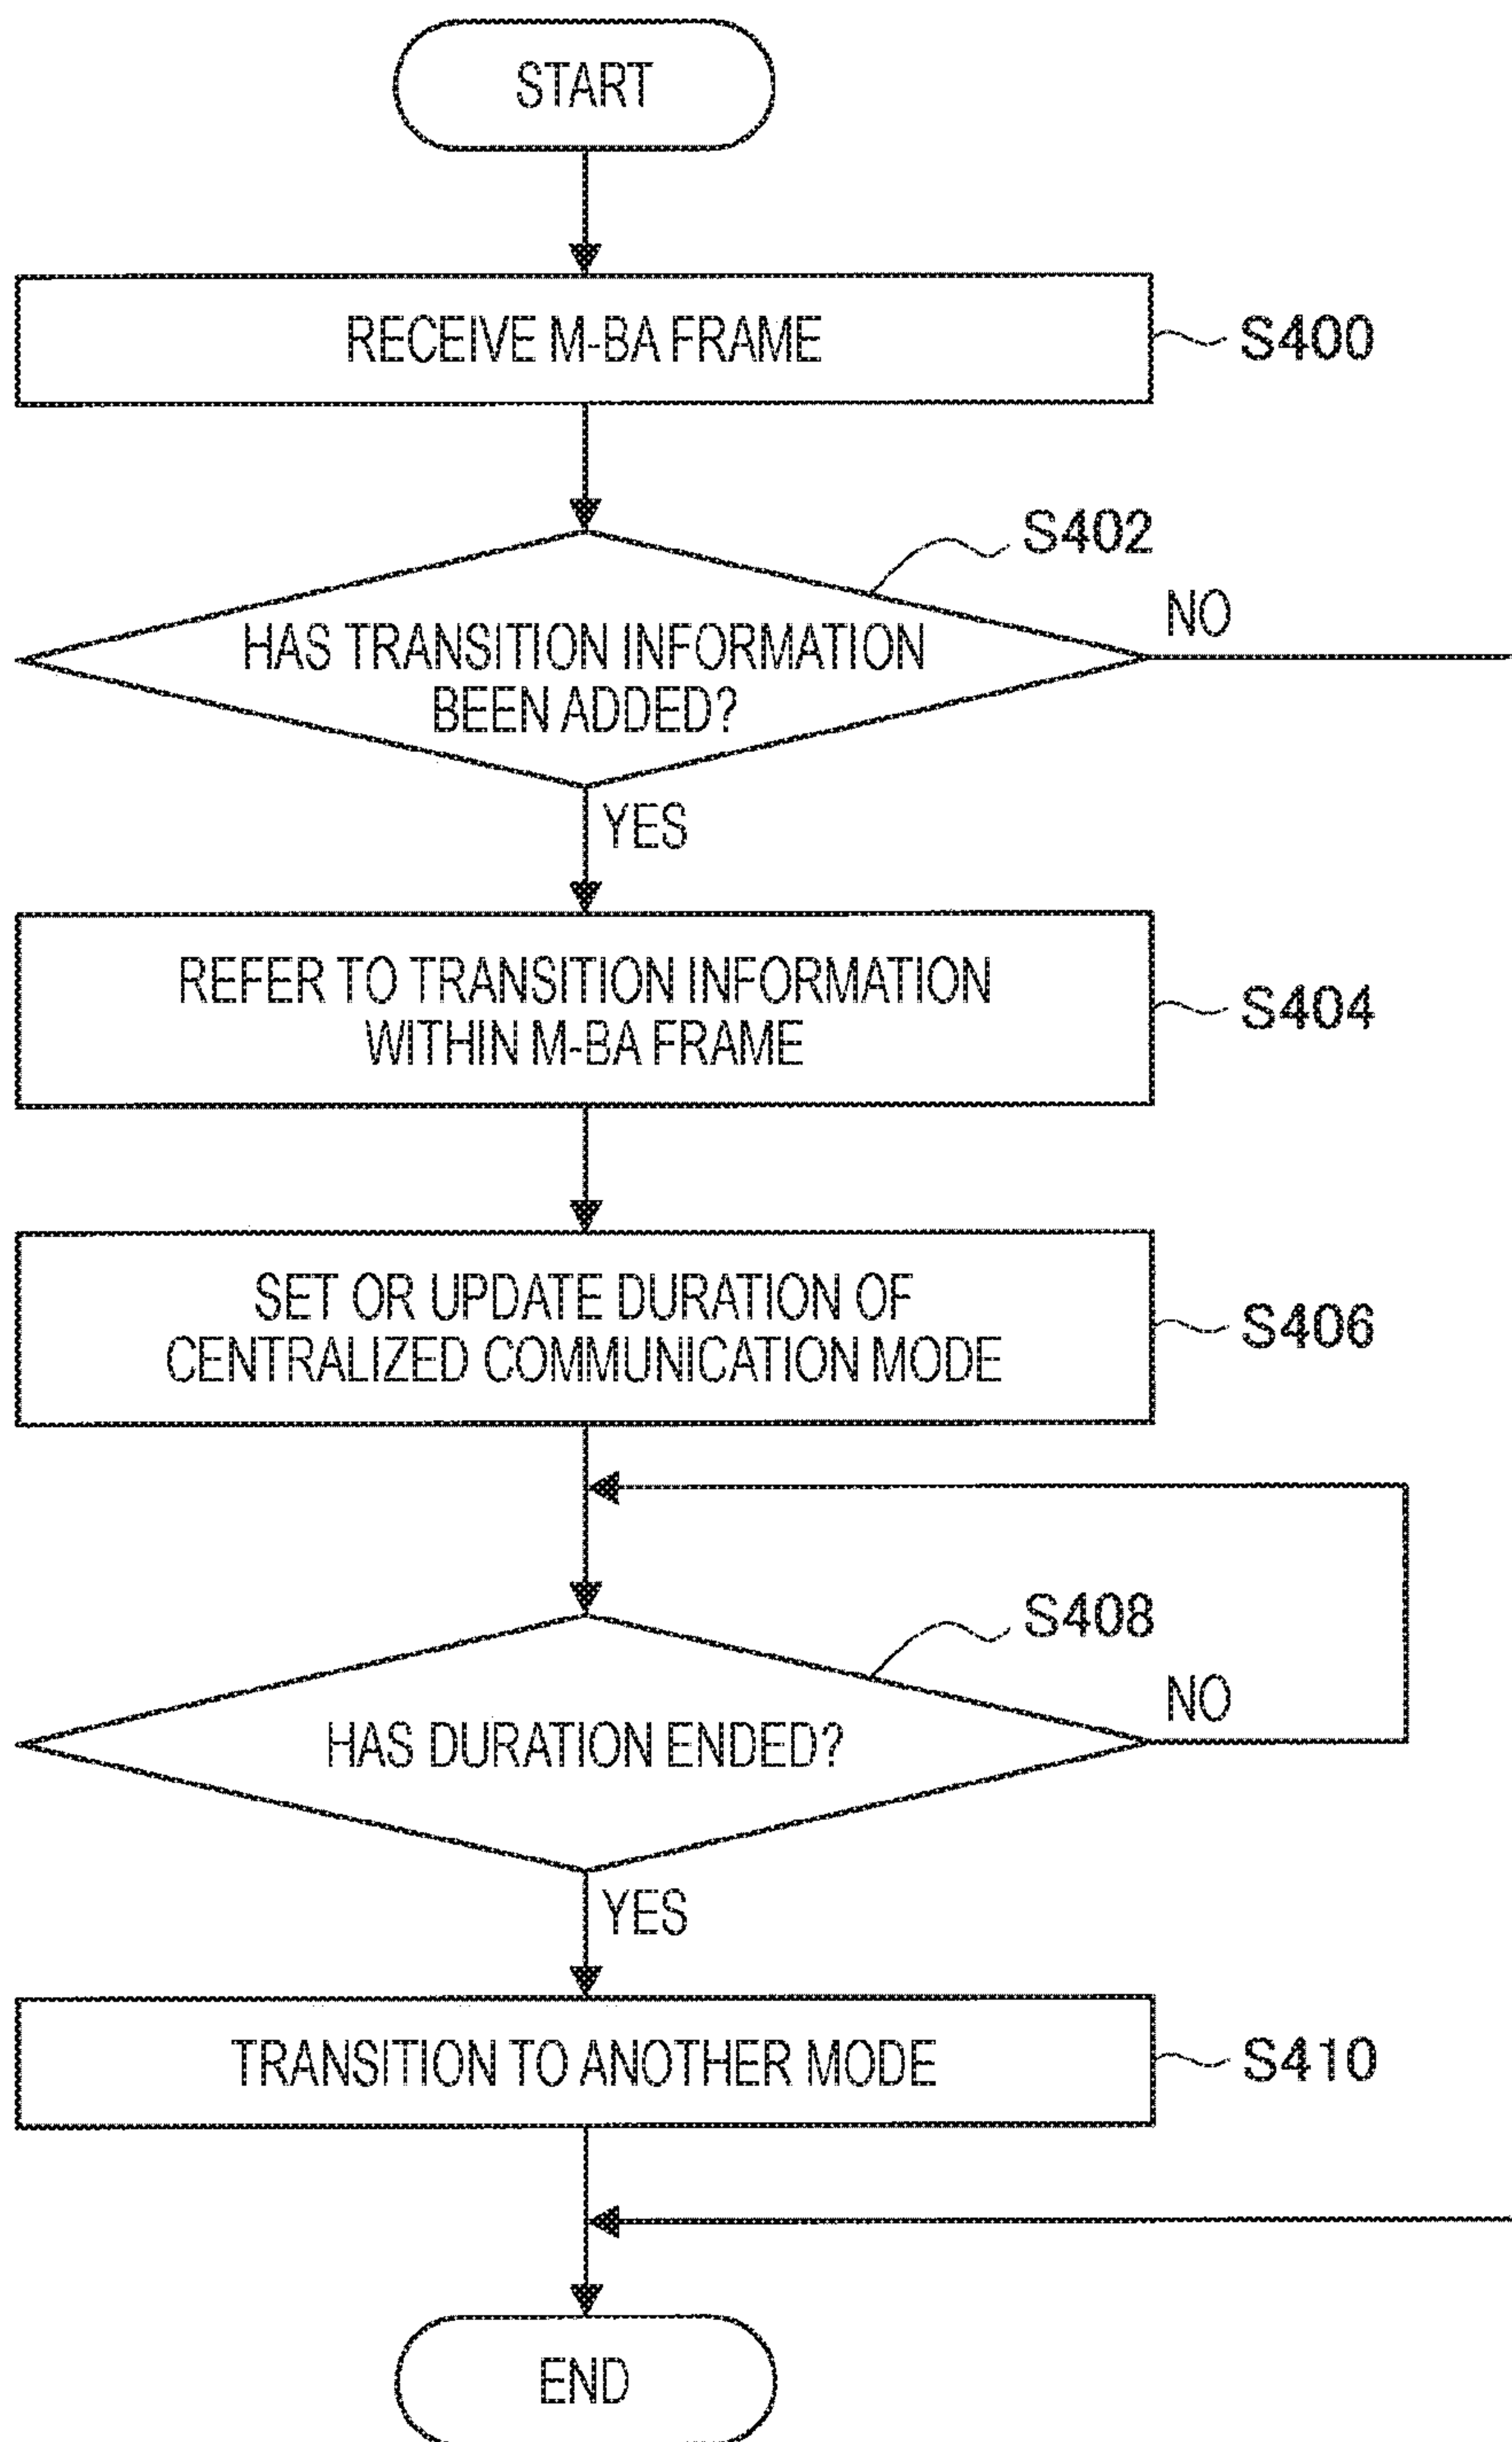 START
RECEIVE M-BA FRAME
S400
S402
HAS TRANSITION INFORMATION
BEEN ADDED?
NO
YES
REFER TO TRANSITION INFORMATION
WITHIN M-BA FRAME
S404
SET OR UPDATE DURATION OF
CENTRALIZED COMMUNICATION MODE
S406
S408
HAS DURATION ENDED?
NO
YES
TRANSITION TO ANOTHER MODE
S410
END